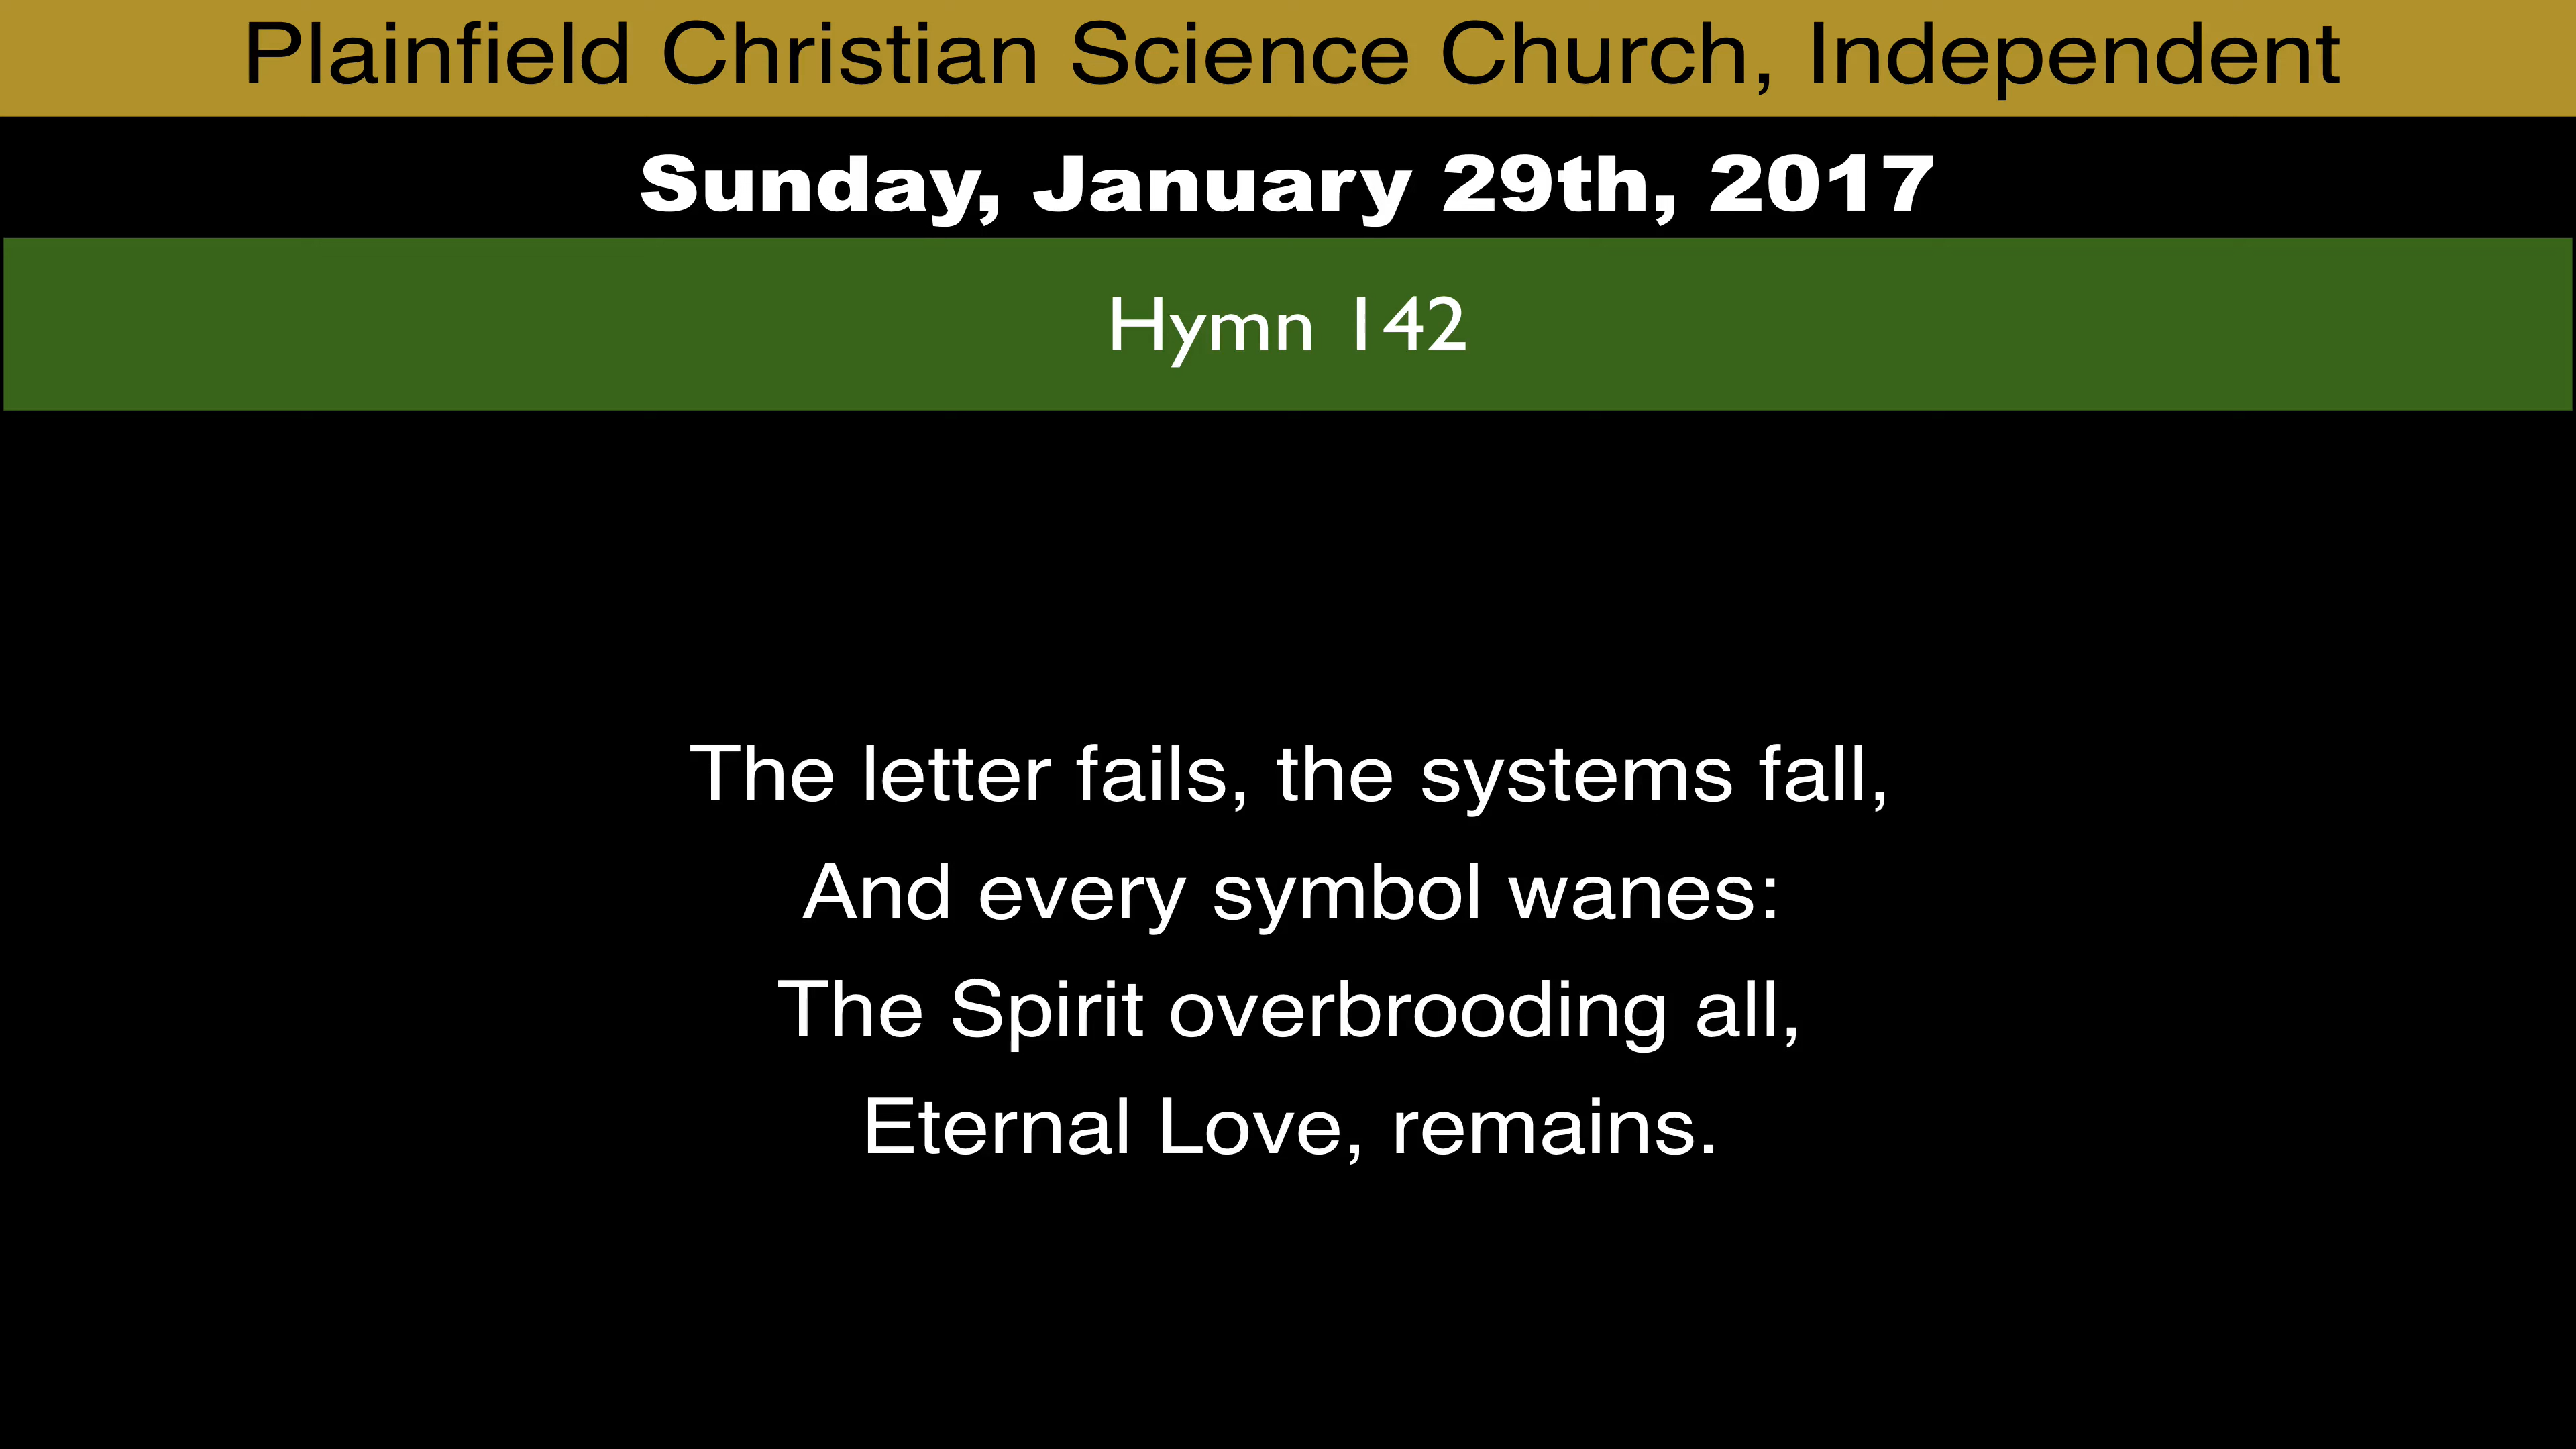 Plainfield Christian Science Church, Independent
Sunday, January 29th, 2017
Hymn 142
The letter fails, the systems fall,
And every symbol wanes:
The Spirit overbrooding all,
Eternal Love, remains.